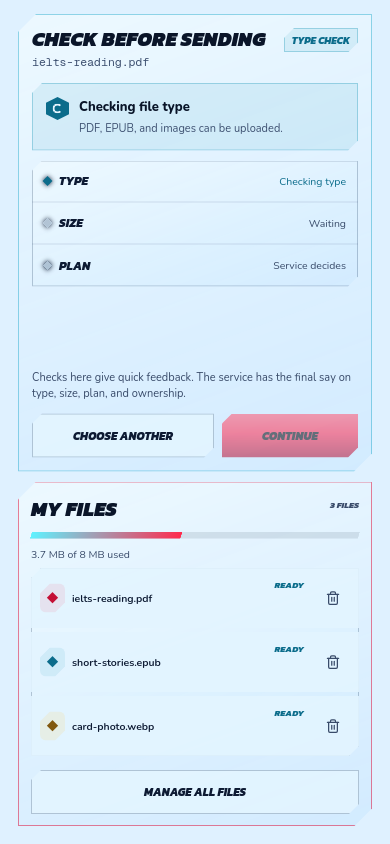 CHECK BEFORE SENDING
TYPE CHECK
ielts-reading.pdf
C
Checking file type
PDF, EPUB, and images can be uploaded.
TYPE
Checking type
SIZE
Waiting
PLAN
Service decides
Checks here give quick feedback. The service has the final say on
type, size, plan, and ownership.
CHOOSE ANOTHER
CONTINUE
MY FILES
3 FILES
3.7 MB of 8 MB used
READY
ielts-reading.pdf
READY
short-stories.epub
READY
card-photo.webp
MANAGE ALL FILES